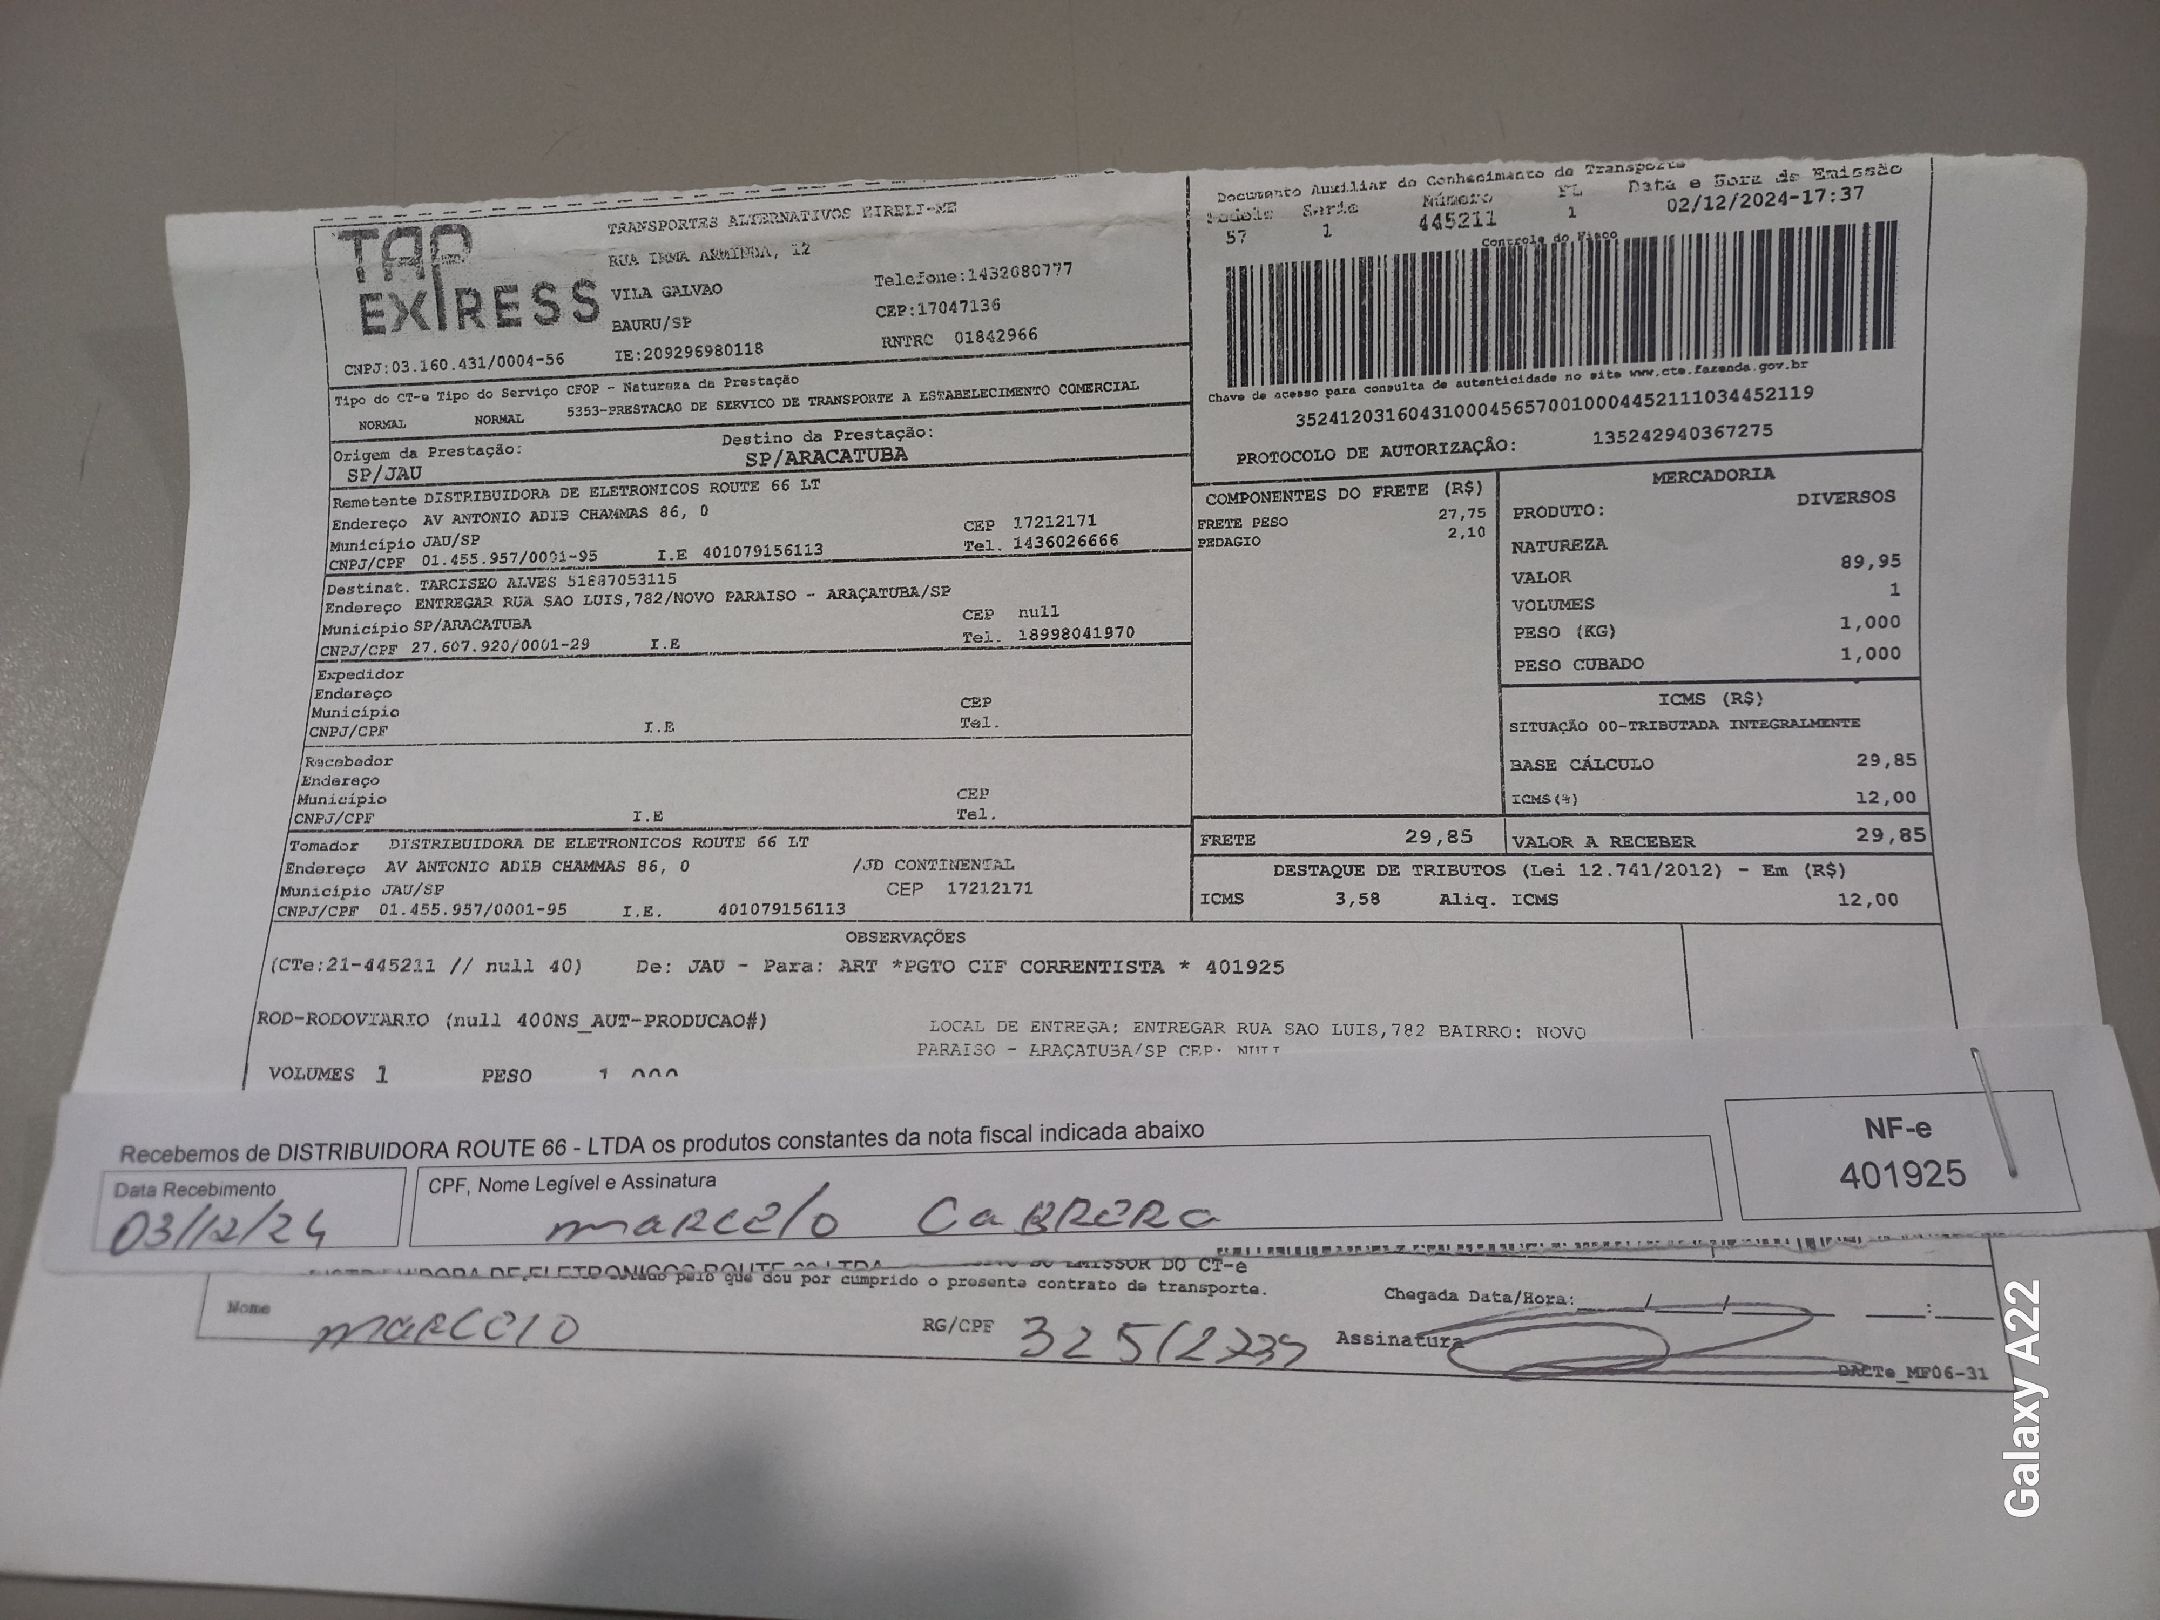 TAP EXPRESS
TRANSPORTES ALTERNATIVOS EIRELI-ME
RUA IRMA ARMINDA, 12
VILA GALVAO
Telefone:1432080777
CEP:17047136
BAURU/SP
RNTRC 01842966
CNPJ:03.160.431/0004-56
IE:209296980118
Documento Auxiliar do Conhecimento de Transporte
Modelo Serie Número FL Data e Hora de Emissão
57 1 445211 1 02/12/2024-17:37
Controle do Fisco
Chave de acesso para consulta de autenticidade no site www.cte.fazenda.gov.br
35241203160431000456570010004452111034452119
PROTOCOLO DE AUTORIZAÇÃO: 135242940367275
Tipo do CT-e Tipo do Serviço CFOP - Natureza da Prestação
NORMAL NORMAL 5353-PRESTACAO DE SERVICO DE TRANSPORTE A ESTABELECIMENTO COMERCIAL
Origem da Prestação: Destino da Prestação:
SP/JAU SP/ARACATUBA
Remetente DISTRIBUIDORA DE ELETRONICOS ROUTE 66 LT
Endereço AV ANTONIO ADIB CHAMMAS 86, 0
CEP 17212171
Município JAU/SP
Tel. 1436026666
CNPJ/CPF 01.455.957/0001-95 I.E 401079156113
Destinat. TARCISEO ALVES 51887053115
Endereço ENTREGAR RUA SAO LUIS,782/NOVO PARAISO - ARAÇATUBA/SP
CEP null
Município SP/ARACATUBA
Tel. 18998041970
CNPJ/CPF 27.607.920/0001-29 I.E
Expedidor
Endereço
CEP
Município
Tel.
CNPJ/CPF I.E
Recebedor
Endereço
CEP
Município
Tel.
CNPJ/CPF I.E
Tomador DISTRIBUIDORA DE ELETRONICOS ROUTE 66 LT
Endereço AV ANTONIO ADIB CHAMMAS 86, 0 /JD CONTINENTAL
Município JAU/SP CEP 17212171
CNPJ/CPF 01.455.957/0001-95 I.E. 401079156113
COMPONENTES DO FRETE (R$)
FRETE PESO 27,75
PEDAGIO 2,10
MERCADORIA
PRODUTO: DIVERSOS
NATUREZA
VALOR 89,95
VOLUMES 1
PESO (KG) 1,000
PESO CUBADO 1,000
ICMS (R$)
SITUAÇÃO 00-TRIBUTADA INTEGRALMENTE
BASE CÁLCULO 29,85
ICMS(%) 12,00
FRETE 29,85 VALOR A RECEBER 29,85
DESTAQUE DE TRIBUTOS (Lei 12.741/2012) - Em (R$)
ICMS 3,58 Aliq. ICMS 12,00
OBSERVAÇÕES
(CTe:21-445211 // null 40) De: JAU - Para: ART *PGTO CIF CORRENTISTA * 401925
ROD-RODOVIARIO (null 400NS_AUT-PRODUCAO#)
LOCAL DE ENTREGA: ENTREGAR RUA SAO LUIS,782 BAIRRO: NOVO
PARAISO - ARAÇATUBA/SP CEP: NULL
VOLUMES 1 PESO 1,000
Recebemos de DISTRIBUIDORA ROUTE 66 - LTDA os produtos constantes da nota fiscal indicada abaixo
NF-e
401925
Data Recebimento
03/12/24
CPF, Nome Legível e Assinatura
marcelo Cabrera
EMISSOR DO CT-e
pelo que dou por cumprido o presente contrato de transporte.
Nome marcelo
RG/CPF
Chegada Data/Hora: / / :
Assinatura
DACTe_MF06-31
Galaxy A22